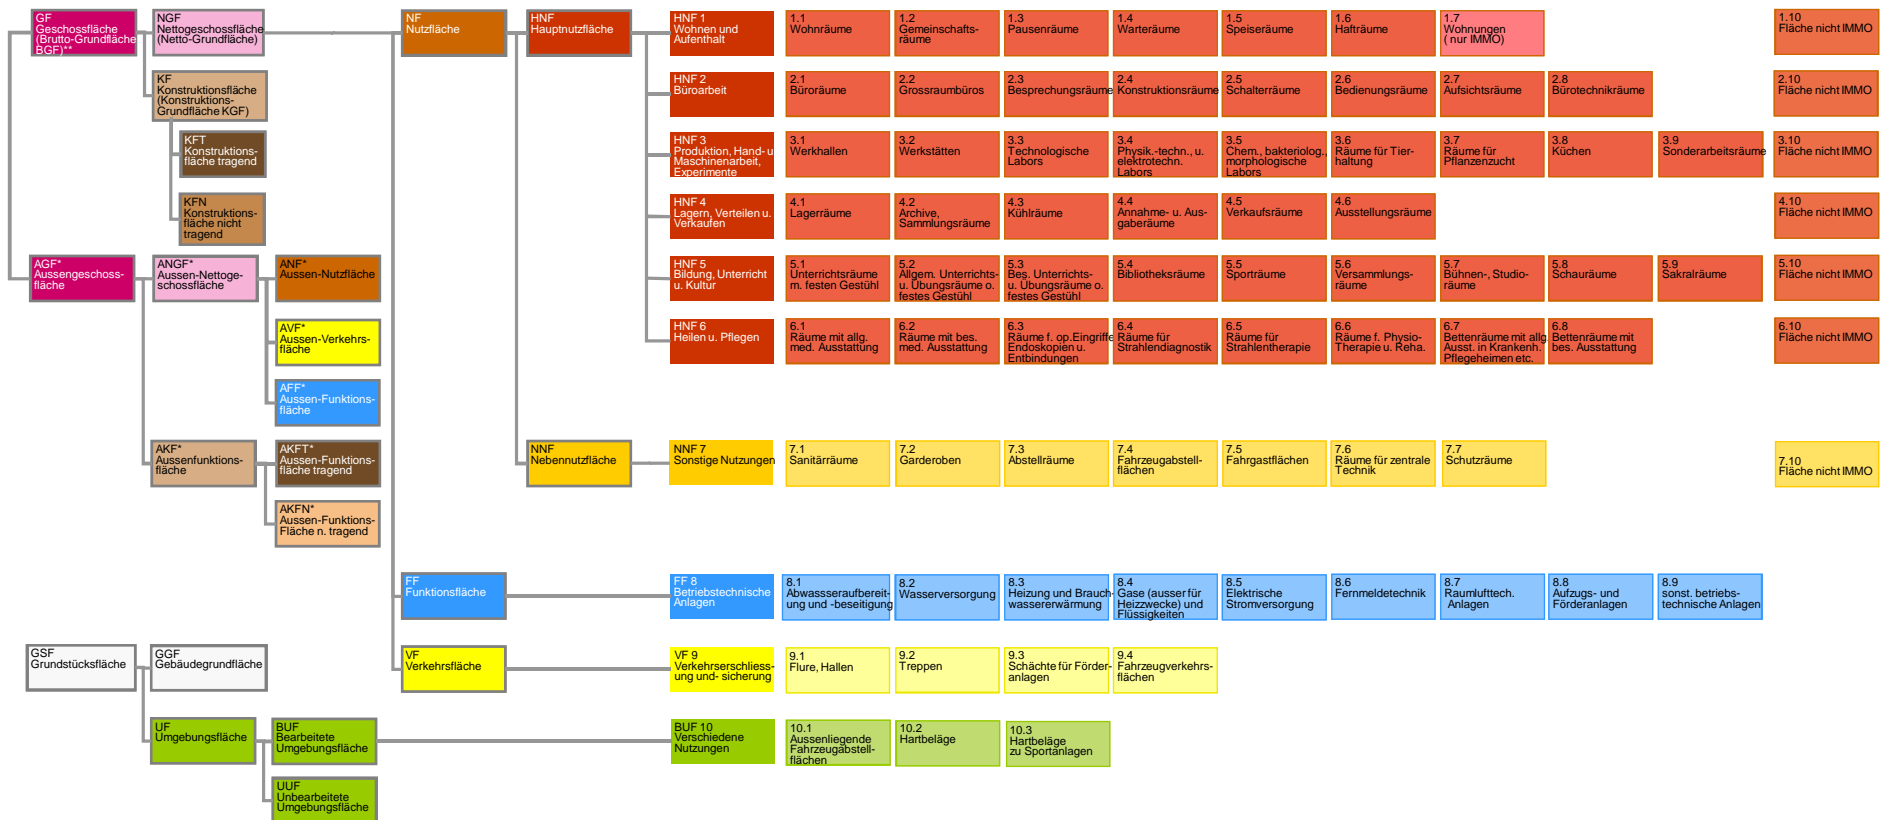 GF
Geschossfläche
(Brutto-Grundfläche
BGF)**
NGF
Nettogeschossfläche
(Netto-Grundfläche)
NF
Nutzfläche
HNF
Hauptnutzfläche
HNF 1
Wohnen und
Aufenthalt
1.1
Wohnräume
1.2
Gemeinschafts-
räume
1.3
Pausenräume
1.4
Warteräume
1.5
Speiseräume
1.6
Hafträume
1.7
Wohnungen
( nur IMMO)
1.10
Fläche nicht IMMO
KF
Konstruktionsfläche
(Konstruktions-
Grundfläche KGF)
HNF 2
Büroarbeit
2.1
Büroräume
2.2
Grossraumbüros
2.3
Besprechungsräume
2.4
Konstruktionsräume
2.5
Schalterräume
2.6
Bedienungsräume
2.7
Aufsichtsräume
2.8
Bürotechnikräume
2.10
Fläche nicht IMMO
KFT
Konstruktions-
fläche tragend
HNF 3
Produktion, Hand- u
Maschinenarbeit,
Experimente
3.1
Werkhallen
3.2
Werkstätten
3.3
Technologische
Labors
3.4
Physik.-techn., u.
elektrotechn.
Labors
3.5
Chem., bakteriolog.,
morphologische
Labors
3.6
Räume für Tier-
haltung
3.7
Räume für
Pflanzenzucht
3.8
Küchen
3.9
Sonderarbeitsräume
3.10
Fläche nicht IMMO
KFN
Konstruktions-
fläche nicht
tragend
HNF 4
Lagern, Verteilen u.
Verkaufen
4.1
Lagerräume
4.2
Archive,
Sammlungsräume
4.3
Kühlräume
4.4
Annahme- u. Aus-
gaberäume
4.5
Verkaufsräume
4.6
Ausstellungsräume
4.10
Fläche nicht IMMO
AGF*
Aussengeschoss-
fläche
ANGF*
Aussen-Nettoge-
schossfläche
ANF*
Aussen-Nutzfläche
HNF 5
Bildung, Unterricht
u. Kultur
5.1
Unterrichtsräume
m. festen Gestühl
5.2
Allgem. Unterrichts-
u. Übungsräume o.
festes Gestühl
5.3
Bes. Unterrichts-
u. Übungsräume o.
festes Gestühl
5.4
Bibliotheksräume
5.5
Sporträume
5.6
Versammlungs-
räume
5.7
Bühnen-, Studio-
räume
5.8
Schauräume
5.9
Sakralräume
5.10
Fläche nicht IMMO
AVF*
Aussen-Verkehrs-
fläche
HNF 6
Heilen u. Pflegen
6.1
Räume mit allg.
med. Ausstattung
6.2
Räume mit bes.
med. Ausstattung
6.3
Räume f. op.Eingriffe
Endoskopien u.
Entbindungen
6.4
Räume für
Strahlendiagnostik
6.5
Räume für
Strahlentherapie
6.6
Räume f. Physio-
Therapie u. Reha.
6.7
Bettenräume mit allg
Ausst. in Krankenh.
Pflegeheimen etc.
6.8
Bettenräume mit
bes. Ausstattung
6.10
Fläche nicht IMMO
AFF*
Aussen-Funktions-
fläche
AKF*
Aussenfunktions-
fläche
AKFT*
Aussen-Funktions-
fläche tragend
NNF
Nebennutzfläche
NNF 7
Sonstige Nutzungen
7.1
Sanitärräume
7.2
Garderoben
7.3
Abstellräume
7.4
Fahrzeugabstell-
flächen
7.5
Fahrgastflächen
7.6
Räume für zentrale
Technik
7.7
Schutzräume
7.10
Fläche nicht IMMO
AKFN*
Aussen-Funktions-
Fläche n. tragend
FF
Funktionsfläche
FF 8
Betriebstechnische
Anlagen
8.1
Abwassseraufbereit-
ung und -beseitigung
8.2
Wasserversorgung
8.3
Heizung und Brauch-
wassererwärmung
8.4
Gase (ausser für
Heizzwecke) und
Flüssigkeiten
8.5
Elektrische
Stromversorgung
8.6
Fernmeldetechnik
8.7
Raumlufttech.
Anlagen
8.8
Aufzugs- und
Förderanlagen
8.9
sonst. betriebs-
technische Anlagen
GSF
Grundstücksfläche
GGF
Gebäudegrundfläche
VF
Verkehrsfläche
VF 9
Verkehrserschliess-
ung und- sicherung
9.1
Flure, Hallen
9.2
Treppen
9.3
Schächte für Förder-
anlagen
9.4
Fahrzeugverkehrs-
flächen
UF
Umgebungsfläche
BUF
Bearbeitete
Umgebungsfläche
BUF 10
Verschiedene
Nutzungen
10.1
Aussenliegende
Fahrzeugabstell-
flächen
10.2
Hartbeläge
10.3
Hartbeläge
zu Sportanlagen
UUF
Unbearbeitete
Umgebungsfläche